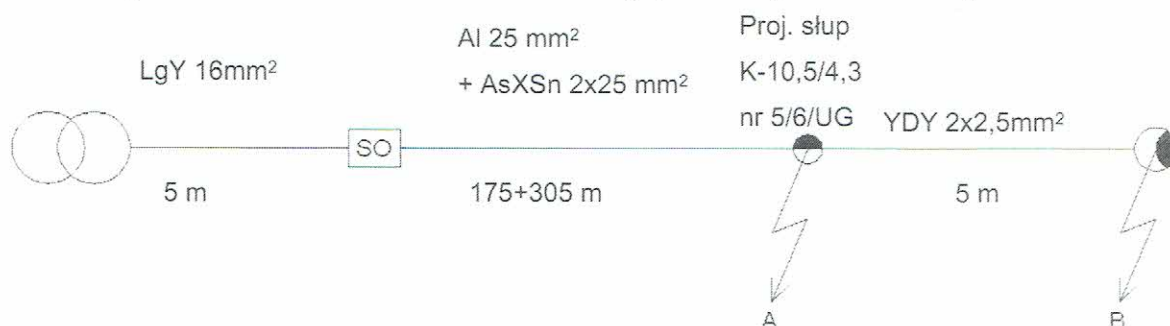 LgY 16mm²
Al 25 mm²
+ AsXSn 2x25 mm²
Proj. słup
K-10,5/4,3
nr 5/6/UG
YDY 2x2,5mm²
SO
5 m
175+305 m
5 m
A
B